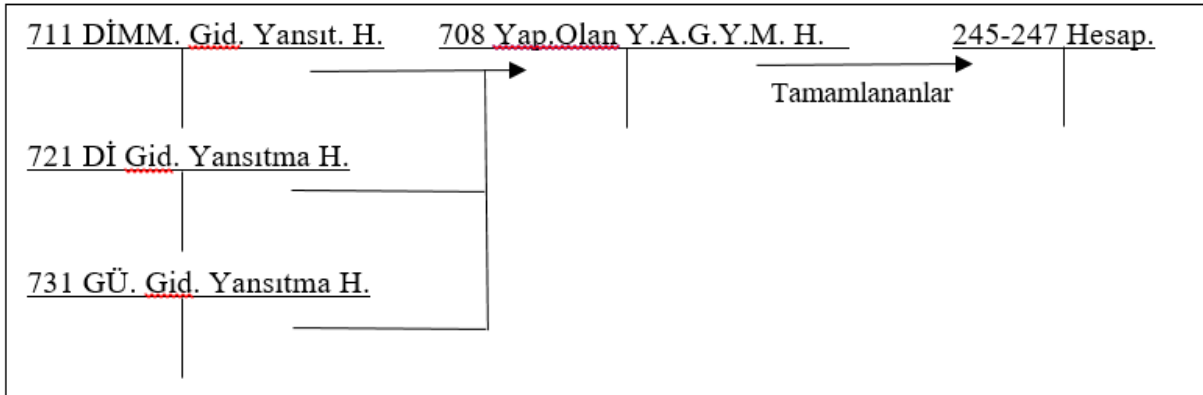 711 DİMM. Gid. Yansıt. H. 708 Yap.Olan Y.A.G.Y.M. H. 245-247 Hesap.
Tamamlananlar
721 Dİ Gid. Yansıtma H.
731 GÜ. Gid. Yansıtma H.